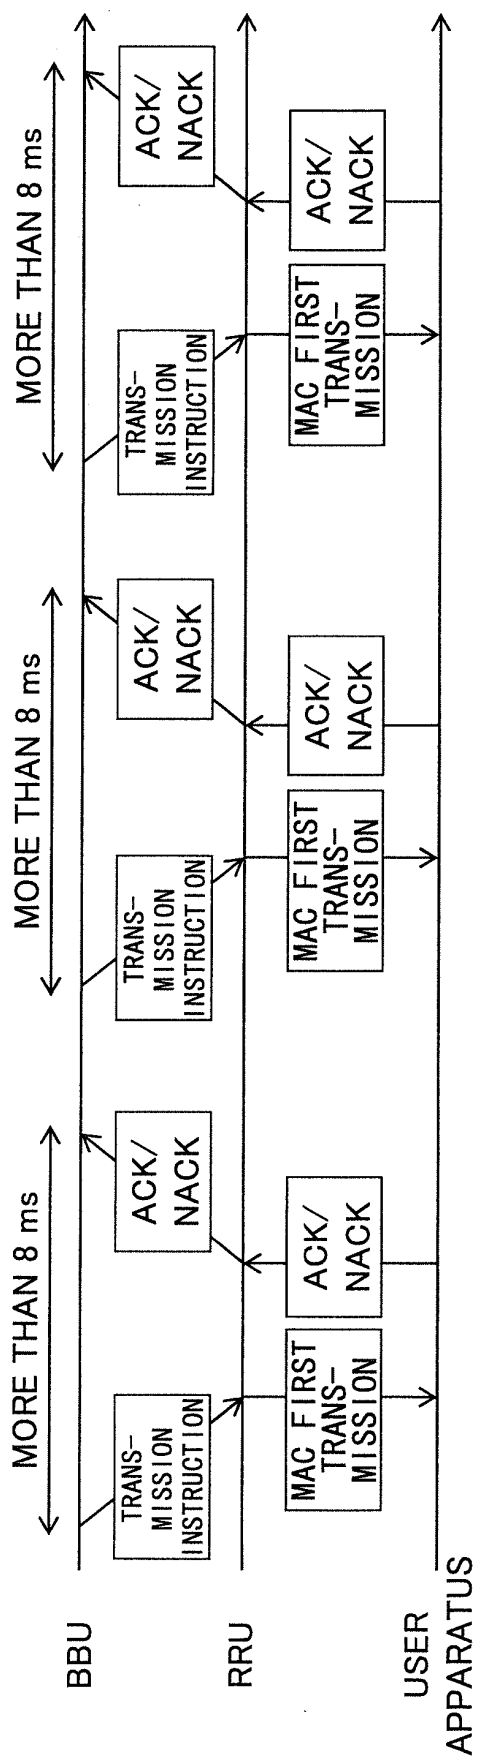 MORE THAN 8 ms
MORE THAN 8 ms
MORE THAN 8 ms
BBU
TRANS-
MISSION
INSTRUCTION
ACK/
NACK
TRANS-
MISSION
INSTRUCTION
ACK/
NACK
TRANS-
MISSION
INSTRUCTION
ACK/
NACK
RRU
MAC FIRST
TRANS-
MISSION
ACK/
NACK
MAC FIRST
TRANS-
MISSION
ACK/
NACK
MAC FIRST
TRANS-
MISSION
ACK/
NACK
USER
APPARATUS